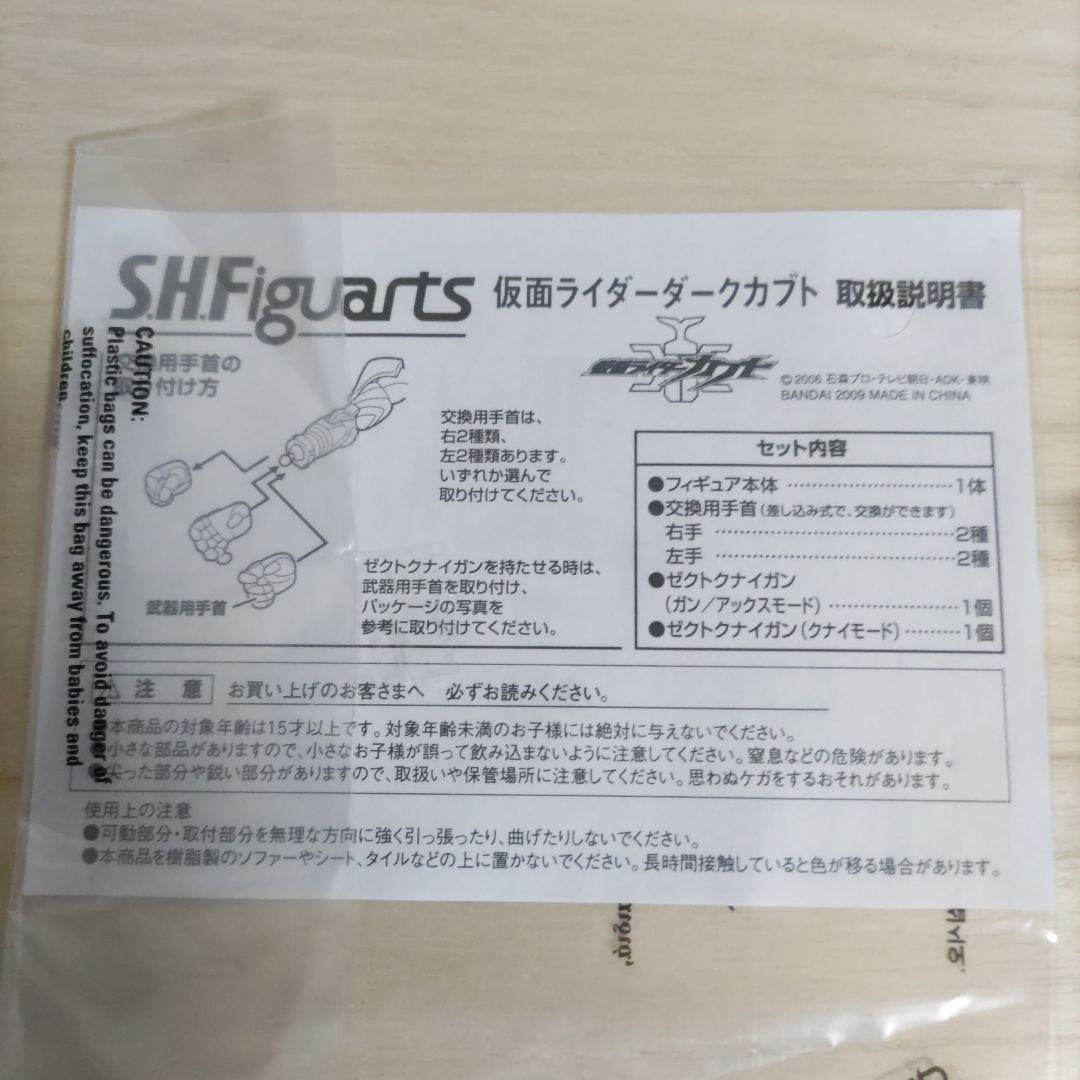 S.H.Figuarts 仮面ライダーダークカブト 取扱説明書
仮面ライダーカブト
©2006 石森プロ・テレビ朝日・ADK・東映
BANDAI 2009 MADE IN CHINA
交換用手首の
取り付け方
交換用手首は、
右2種類、
左2種類あります。
いずれか選んで
取り付けてください。
武器用手首
ゼクトクナイガンを持たせる時は、
武器用手首を取り付け、
パッケージの写真を
参考に取り付けてください。
セット内容
●フィギュア本体 ……………………1体
●交換用手首(差し込み式で、交換ができます)
右手 ……………………………2種
左手 ……………………………2種
●ゼクトクナイガン
(ガン/アックスモード) ………………1個
●ゼクトクナイガン(クナイモード) ………1個
⚠ 注 意 お買い上げのお客さまへ 必ずお読みください。
●本商品の対象年齢は15才以上です。対象年齢未満のお子様には絶対に与えないでください。
●小さな部品がありますので、小さなお子様が誤って飲み込まないように注意してください。窒息などの危険があります。
●尖った部分や鋭い部分がありますので、取扱いや保管場所に注意してください。思わぬケガをするおそれがあります。
使用上の注意
●可動部分・取付部分を無理な方向に強く引っ張ったり、曲げたりしないでください。
●本商品を樹脂製のソファーやシート、タイルなどの上に置かないでください。長時間接触していると色が移る場合があります。
CAUTION:
Plastic bags can be dangerous. To avoid danger of
suffocation, keep this bag away from babies and
children.